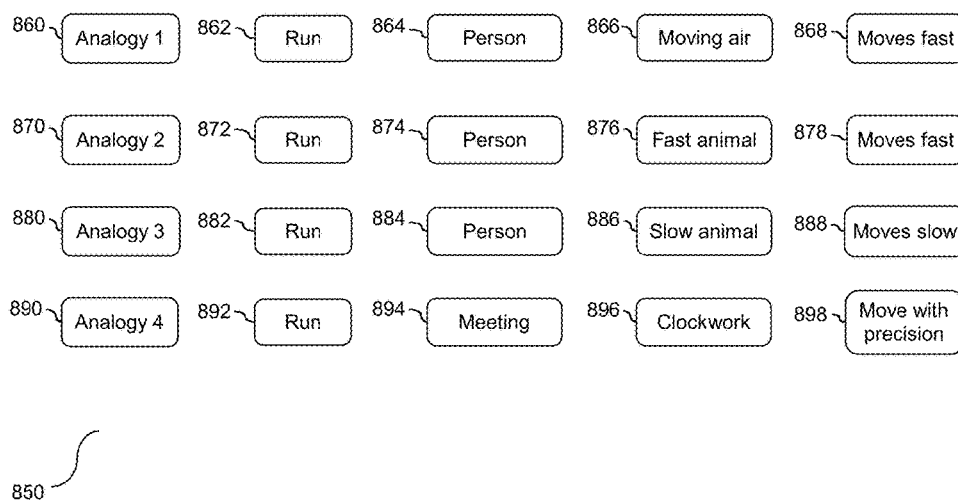 860 Analogy 1 862 Run 864 Person 866 Moving air 868 Moves fast
870 Analogy 2 872 Run 874 Person 876 Fast animal 878 Moves fast
880 Analogy 3 882 Run 884 Person 886 Slow animal 888 Moves slow
890 Analogy 4 892 Run 894 Meeting 896 Clockwork 898 Move with
precision
850